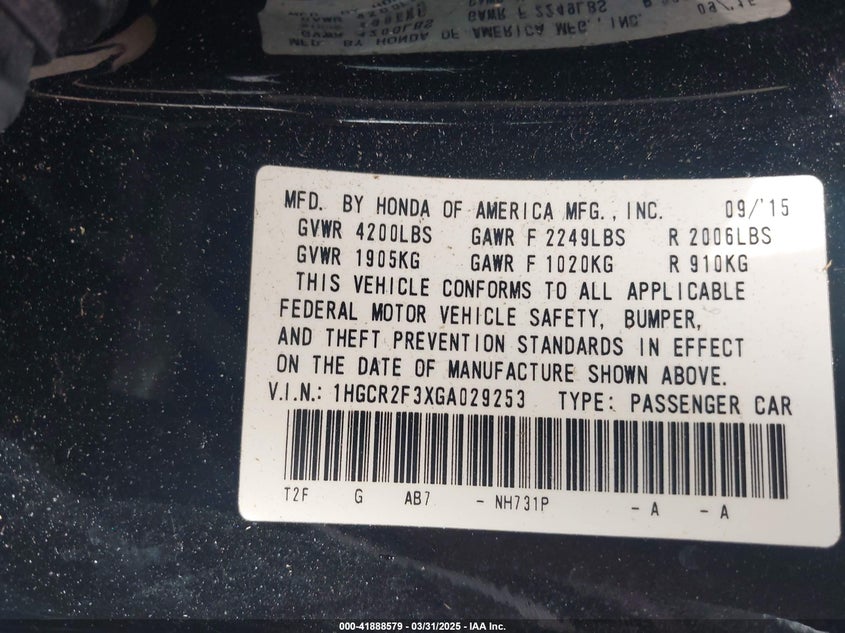 MFD. BY HONDA OF AMERICA MFG., INC. 09/'15
GVWR 4200LBS GAWR F 2249LBS R 2006LBS
GVWR 1905KG GAWR F 1020KG R 910KG
THIS VEHICLE CONFORMS TO ALL APPLICABLE
FEDERAL MOTOR VEHICLE SAFETY, BUMPER,
AND THEFT PREVENTION STANDARDS IN EFFECT
ON THE DATE OF MANUFACTURE SHOWN ABOVE.
V.I.N.: 1HGCR2F3XGA029253 TYPE: PASSENGER CAR
T2F G AB7 - NH731P - A - A
000-41888579 / 03/31/2025 - IAA Inc.